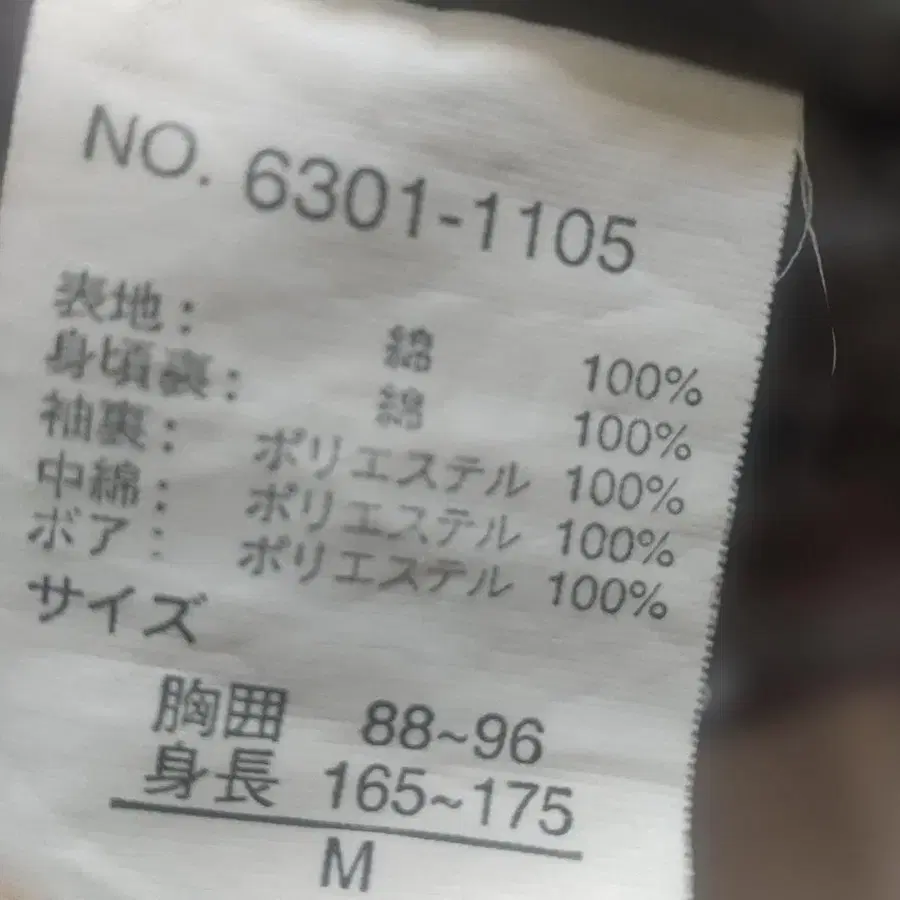 NO. 6301-1105
表地: 綿 100%
身頃裏: 綿 100%
袖裏: ポリエステル 100%
中綿: ポリエステル 100%
ボア: ポリエステル 100%
サイズ
胸囲 88~96
身長 165~175
M